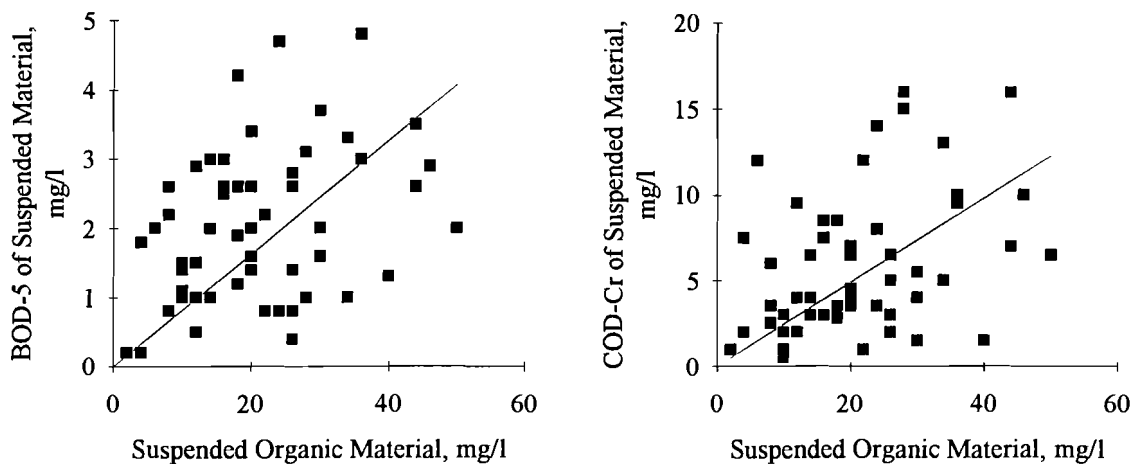 BOD-5 of Suspended Material,
mg/l
5
4
3
2
1
0
0 20 40 60
Suspended Organic Material, mg/l
COD-Cr of Suspended Material,
mg/l
20
15
10
5
0
0 20 40 60
Suspended Organic Material, mg/l